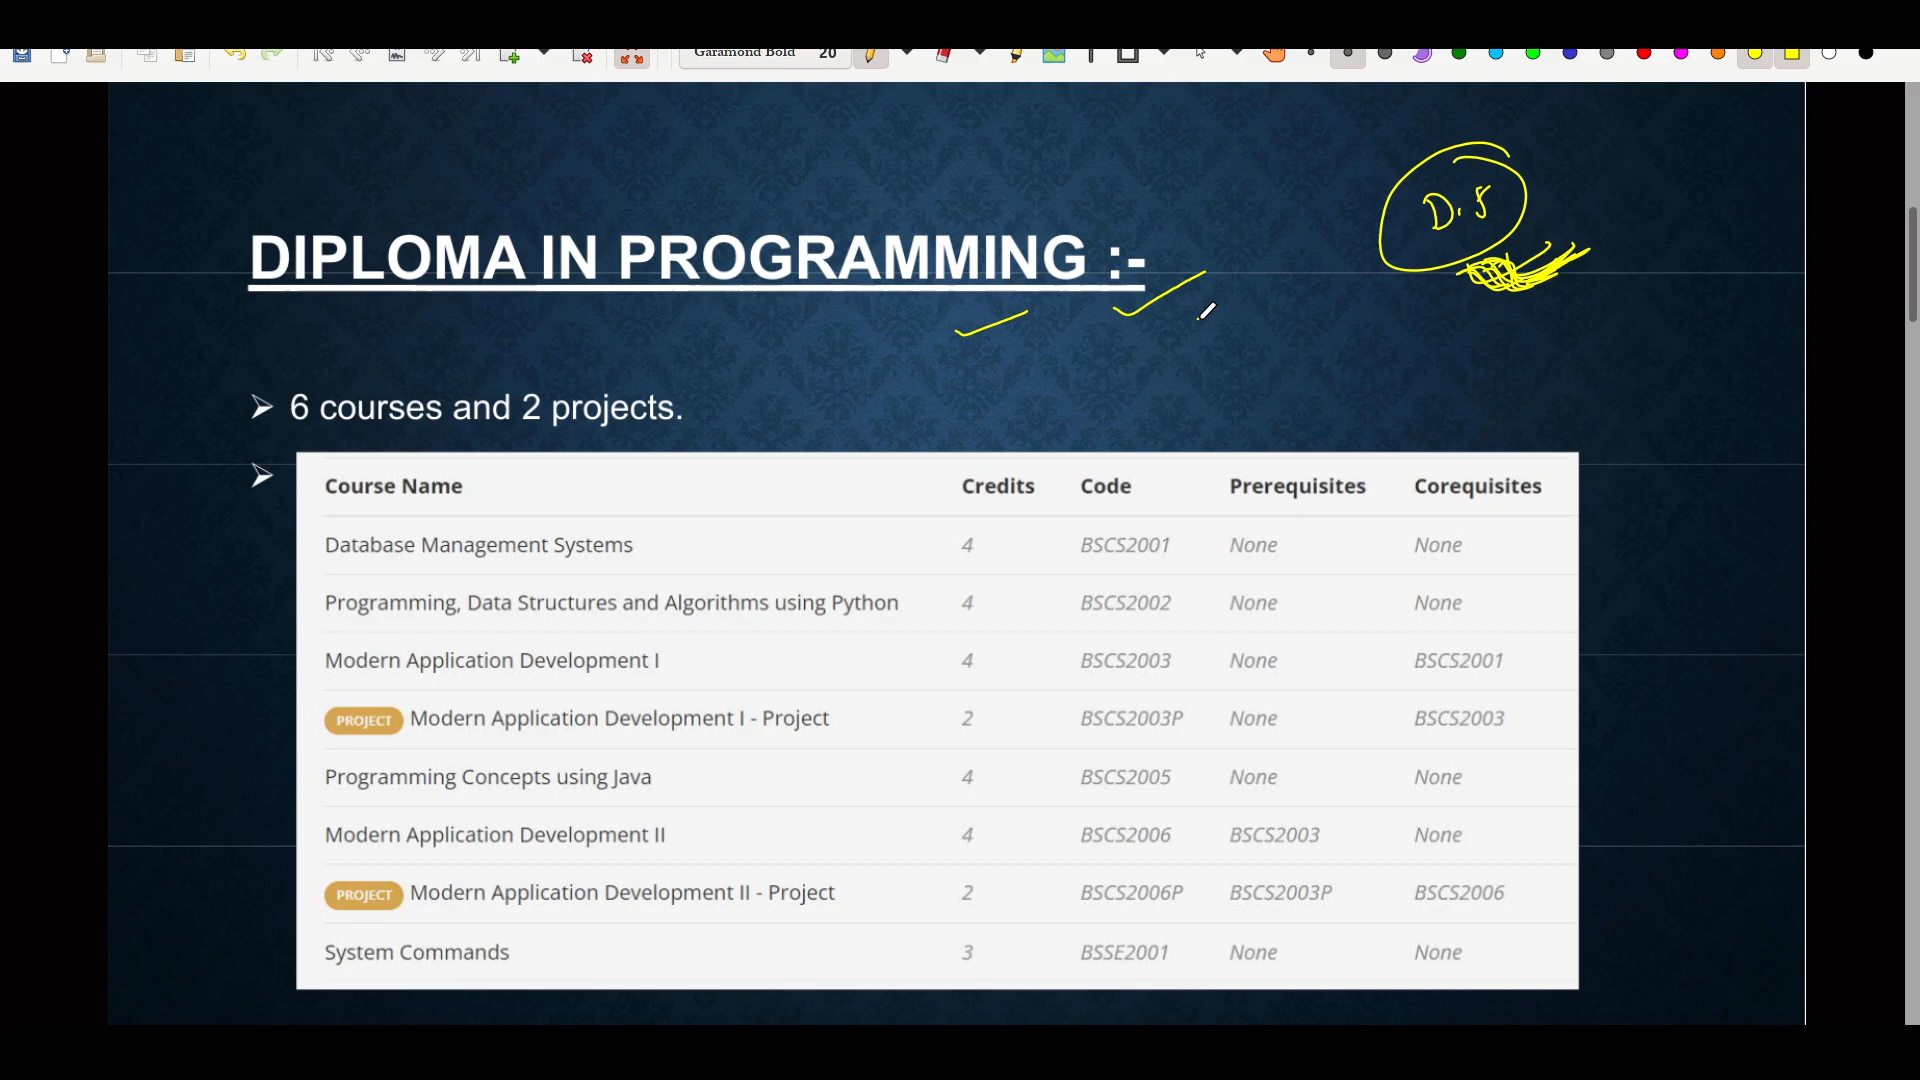 Garamond Bold 20
D.S
DIPLOMA IN PROGRAMMING :-
6 courses and 2 projects.
Course Name Credits Code Prerequisites Corequisites
Database Management Systems 4 BSCS2001 None None
Programming, Data Structures and Algorithms using Python 4 BSCS2002 None None
Modern Application Development I 4 BSCS2003 None BSCS2001
PROJECT Modern Application Development I - Project 2 BSCS2003P None BSCS2003
Programming Concepts using Java 4 BSCS2005 None None
Modern Application Development II 4 BSCS2006 BSCS2003 None
PROJECT Modern Application Development II - Project 2 BSCS2006P BSCS2003P BSCS2006
System Commands 3 BSSE2001 None None